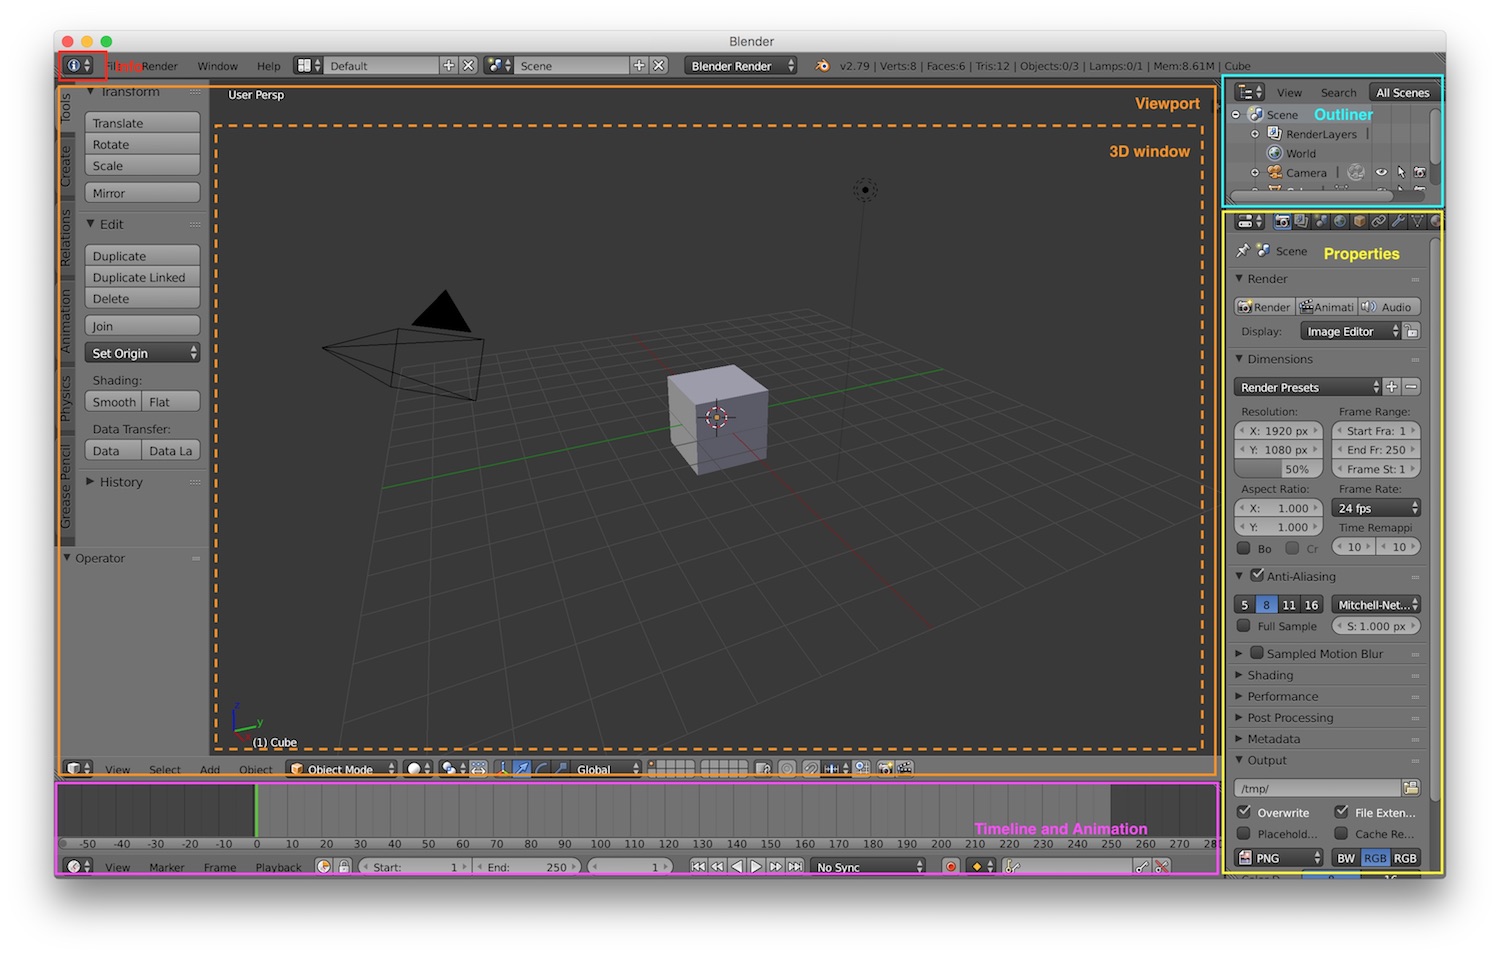 Blender
Info Render Window Help Default Scene Blender Render v2.79 | Verts:8 | Faces:6 | Tris:12 | Objects:0/3 | Lamps:0/1 | Mem:8.61M | Cube
Tools
Create
Relations
Animation
Physics
Grease Pencil
Transform
Translate
Rotate
Scale
Mirror
Edit
Duplicate
Duplicate Linked
Delete
Join
Set Origin
Shading:
Smooth Flat
Data Transfer:
Data Data La
History
Operator
User Persp
Viewport
3D window
z
y
(1) Cube
View Select Add Object Object Mode Global
Timeline and Animation
-50 -40 -30 -20 -10 0 10 20 30 40 50 60 70 80 90 100 110 120 130 140 150 160 170 180 190 200 210 220 230 240 250 260 270 28
View Marker Frame Playback Start: 1 End: 250 1 No Sync
View Search All Scenes
Scene Outliner
RenderLayers |
World
Camera |
Scene Properties
Render
Render Animati Audio
Display: Image Editor
Dimensions
Render Presets
Resolution: Frame Range:
X: 1920 px Start Fra: 1
Y: 1080 px End Fr: 250
50% Frame St: 1
Aspect Ratio: Frame Rate:
X: 1.000 24 fps
Y: 1.000 Time Remappi
Bo Cr 10 10
Anti-Aliasing
5 8 11 16 Mitchell-Net...
Full Sample S: 1.000 px
Sampled Motion Blur
Shading
Performance
Post Processing
Metadata
Output
/tmp/
Overwrite File Exten...
Placehold... Cache Re...
PNG BW RGB RGB